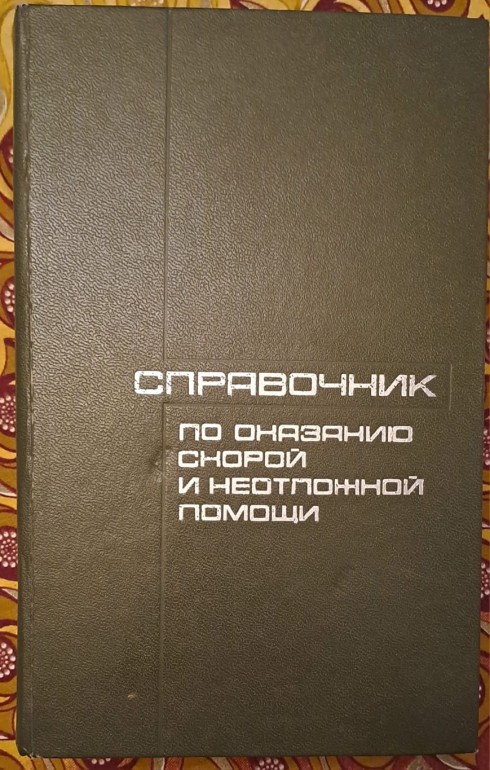 СПРАВОЧНИК
ПО ОКАЗАНИЮ
СКОРОЙ
И НЕОТЛОЖНОЙ
ПОМОЩИ